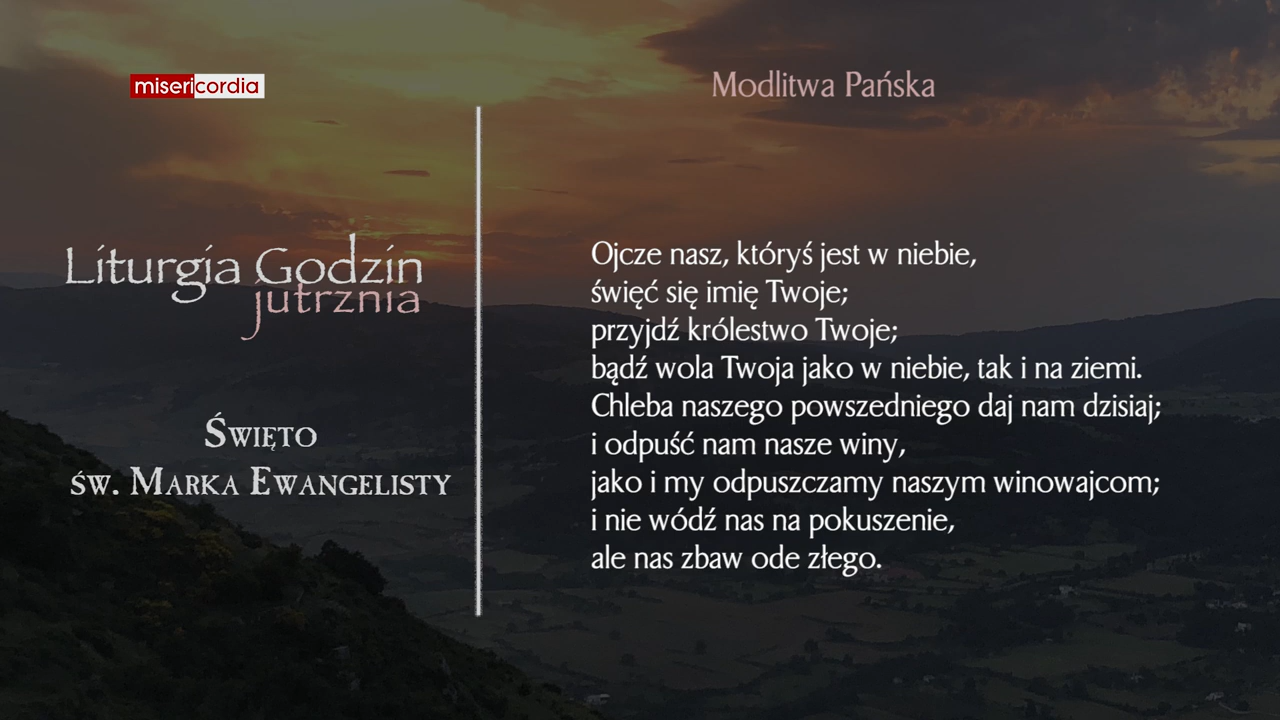 misericordia
Liturgia Godzin
jutrznia
Święto
św. Marka Ewangelisty
Modlitwa Pańska
Ojcze nasz, któryś jest w niebie,
święć się imię Twoje;
przyjdź królestwo Twoje;
bądź wola Twoja jako w niebie, tak i na ziemi.
Chleba naszego powszedniego daj nam dzisiaj;
i odpuść nam nasze winy,
jako i my odpuszczamy naszym winowajcom;
i nie wódź nas na pokuszenie,
ale nas zbaw ode złego.